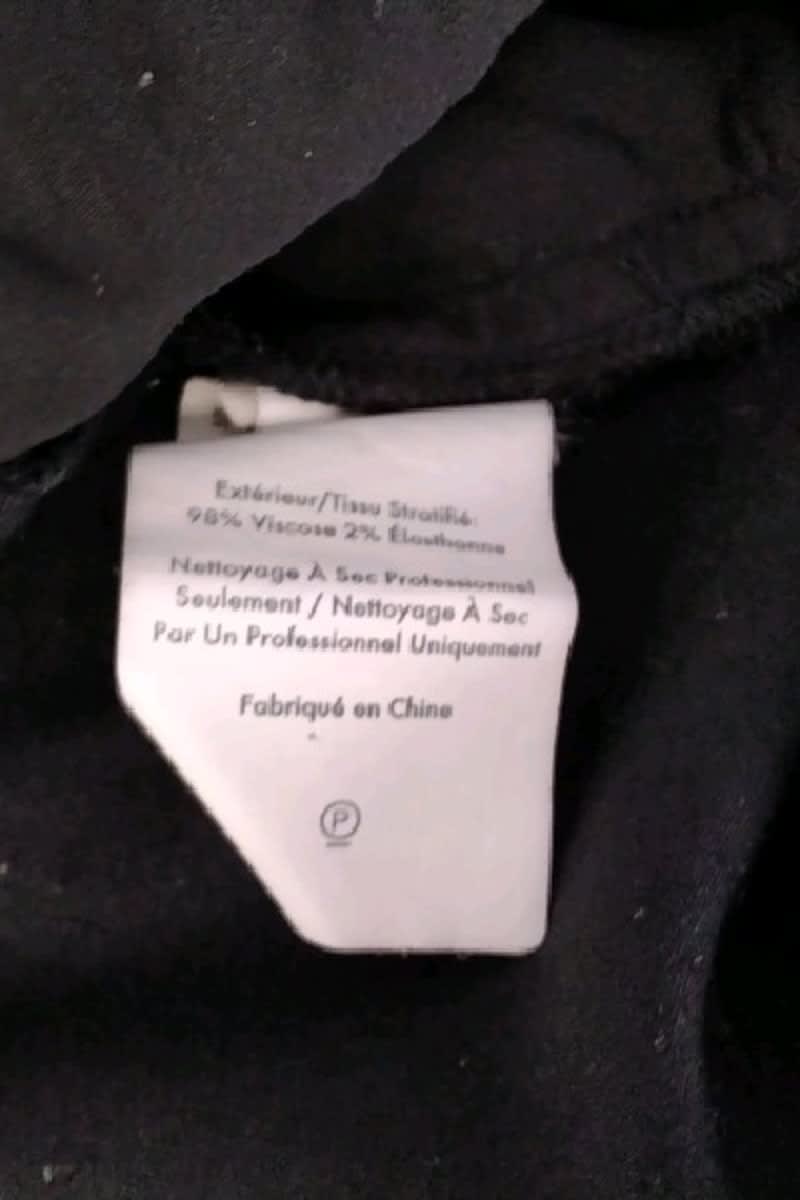 Extérieur/Tissu Stratifié:
98% Viscose 2% Élasthanne
Nettoyage À Sec Professionnel
Seulement / Nettoyage À Sec
Par Un Professionnel Uniquement
Fabriqué en Chine
P